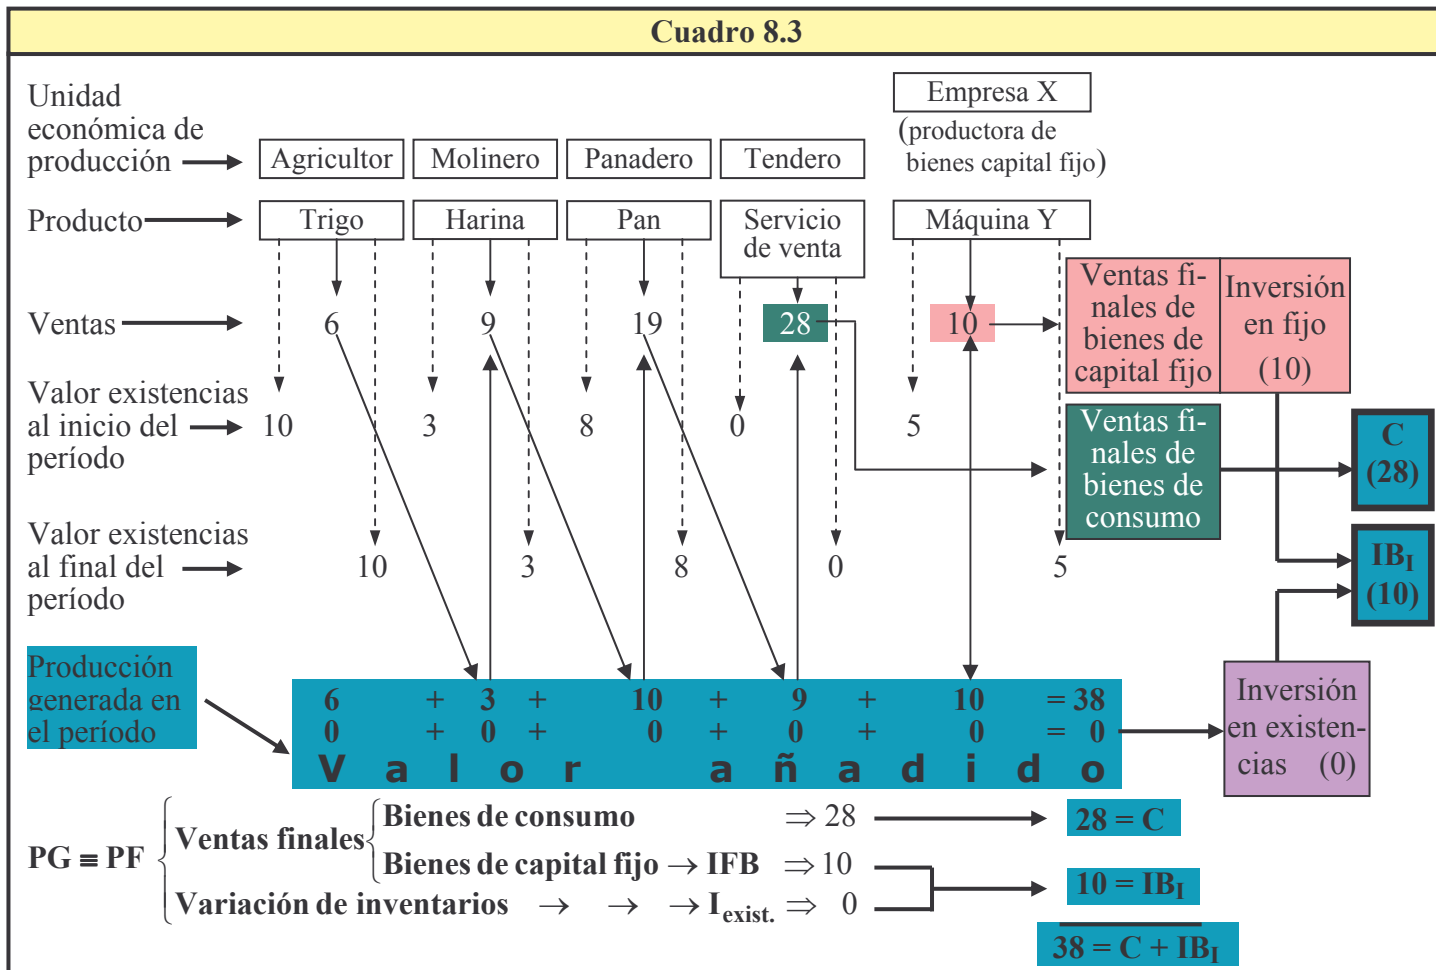 Cuadro 8.3
Unidad
económica de
producción
Agricultor
Molinero
Panadero
Tendero
Empresa X
(productora de
bienes capital fijo)
Producto
Trigo
Harina
Pan
Servicio
de venta
Máquina Y
Ventas
6
9
19
28
10
Ventas fi-
nales de
bienes de
capital fijo
Inversión
en fijo
(10)
Valor existencias
al inicio del
período
10
3
8
0
5
Ventas fi-
nales de
bienes de
consumo
C
(28)
Valor existencias
al final del
período
10
3
8
0
5
IBI
(10)
Producción
generada en
el período
6 + 3 + 10 + 9 + 10 = 38
0 + 0 + 0 + 0 + 0 = 0
Valor añadido
Inversión
en existen-
cias (0)
PG ≡ PF
Ventas finales
Bienes de consumo ⇒ 28
28 = C
Bienes de capital fijo → IFB ⇒ 10
Variación de inventarios → → → Iexist. ⇒ 0
10 = IBI
38 = C + IBI